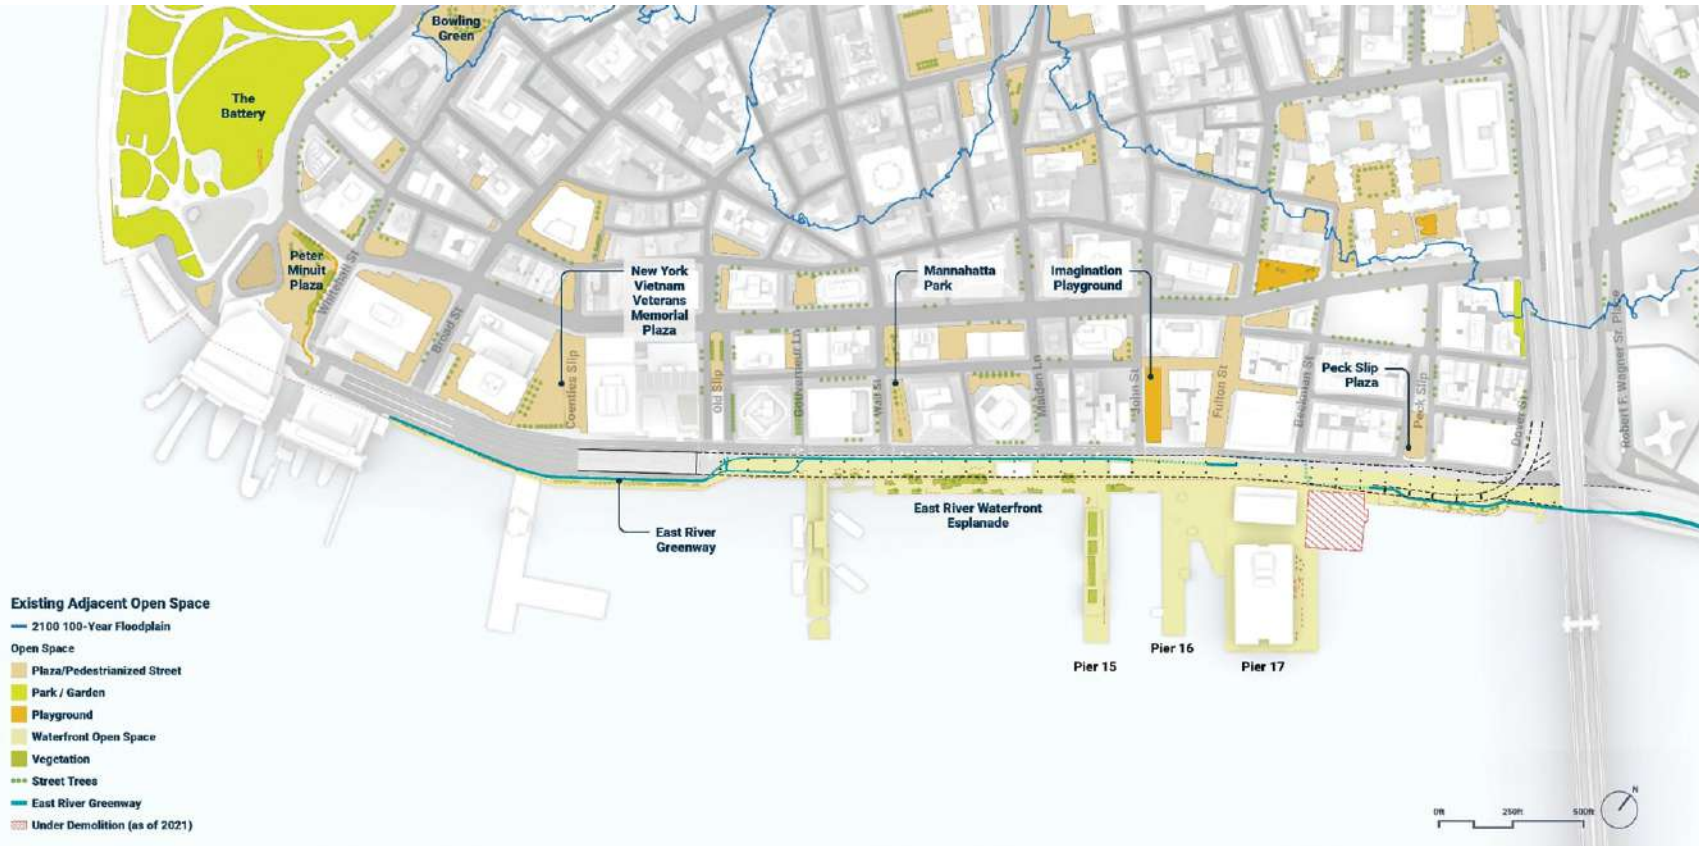 Bowling
Green
The
Battery
Peter
Minuit
Plaza
Whitehall St
Broad St
New York
Vietnam
Veterans
Memorial
Plaza
Coenties Slip
Old Slip
Gouverneur Ln
Mannahatta
Park
Wall St
Imagination
Playground
Maiden Ln
John St
Fulton St
Beekman St
Peck Slip
Plaza
Peck Slip
Dover St
Robert F. Wagner Sr. Place
East River
Greenway
East River Waterfront
Esplanade
Pier 15
Pier 16
Pier 17
Existing Adjacent Open Space
2100 100-Year Floodplain
Open Space
Plaza/Pedestrianized Street
Park / Garden
Playground
Waterfront Open Space
Vegetation
Street Trees
East River Greenway
Under Demolition (as of 2021)
0ft
250ft
500ft
N